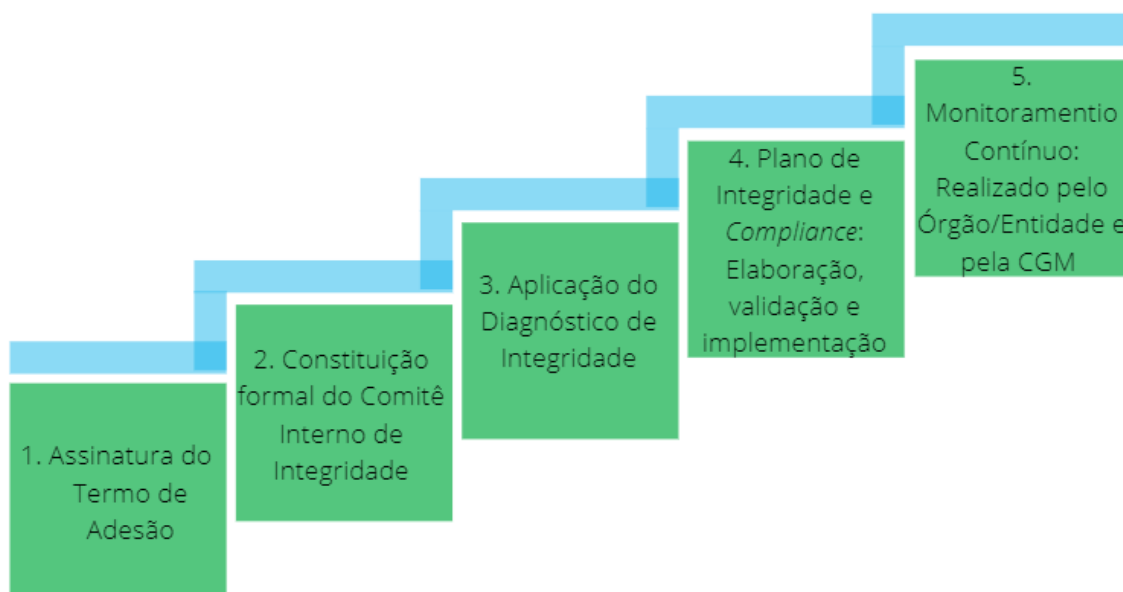 1. Assinatura do
Termo de
Adesão
2. Constituição
formal do Comitê
Interno de
Integridade
3. Aplicação do
Diagnóstico de
Integridade
4. Plano de
Integridade e
Compliance:
Elaboração,
validação e
implementação
5.
Monitoramentio
Contínuo:
Realizado pelo
Órgão/Entidade e
pela CGM